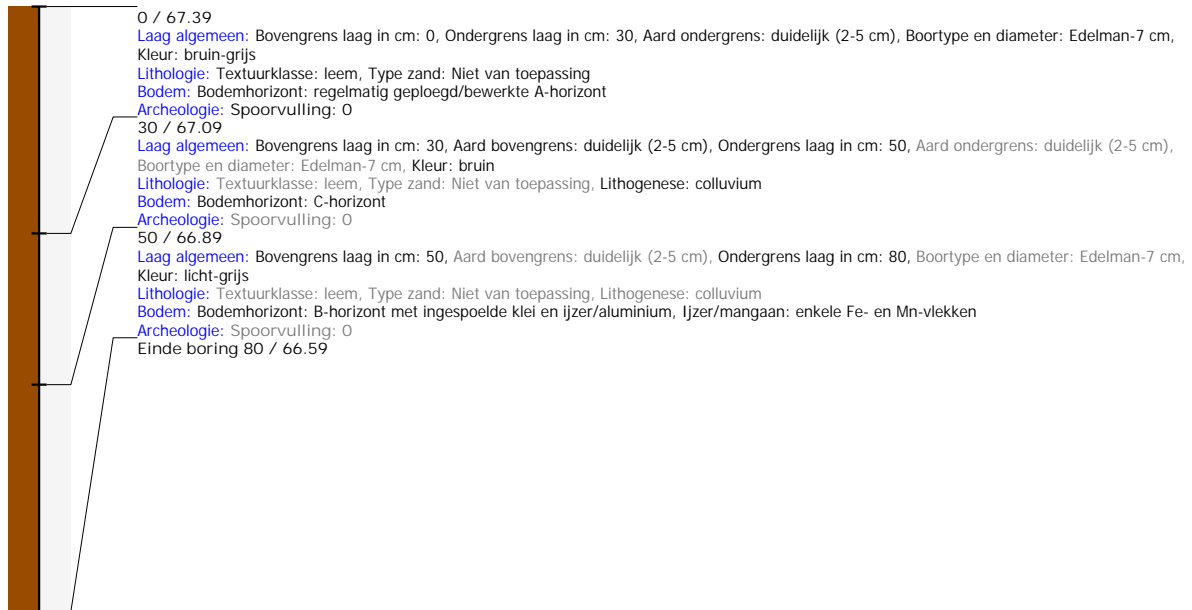 0 / 67.39
Laag algemeen: Bovengrens laag in cm: 0, Ondergrens laag in cm: 30, Aard ondergrens: duidelijk (2-5 cm), Boortype en diameter: Edelman-7 cm,
Kleur: bruin-grijs
Lithologie: Textuurklasse: leem, Type zand: Niet van toepassing
Bodem: Bodemhorizont: regelmatig geploegd/bewerkte A-horizont
Archeologie: Spoorvulling: 0
30 / 67.09
Laag algemeen: Bovengrens laag in cm: 30, Aard bovengrens: duidelijk (2-5 cm), Ondergrens laag in cm: 50, Aard ondergrens: duidelijk (2-5 cm),
Boortype en diameter: Edelman-7 cm, Kleur: bruin
Lithologie: Textuurklasse: leem, Type zand: Niet van toepassing, Lithogenese: colluvium
Bodem: Bodemhorizont: C-horizont
Archeologie: Spoorvulling: 0
50 / 66.89
Laag algemeen: Bovengrens laag in cm: 50, Aard bovengrens: duidelijk (2-5 cm), Ondergrens laag in cm: 80, Boortype en diameter: Edelman-7 cm,
Kleur: licht-grijs
Lithologie: Textuurklasse: leem, Type zand: Niet van toepassing, Lithogenese: colluvium
Bodem: Bodemhorizont: B-horizont met ingespoelde klei en ijzer/aluminium, Ijzer/mangaan: enkele Fe- en Mn-vlekken
Archeologie: Spoorvulling: 0
Einde boring 80 / 66.59